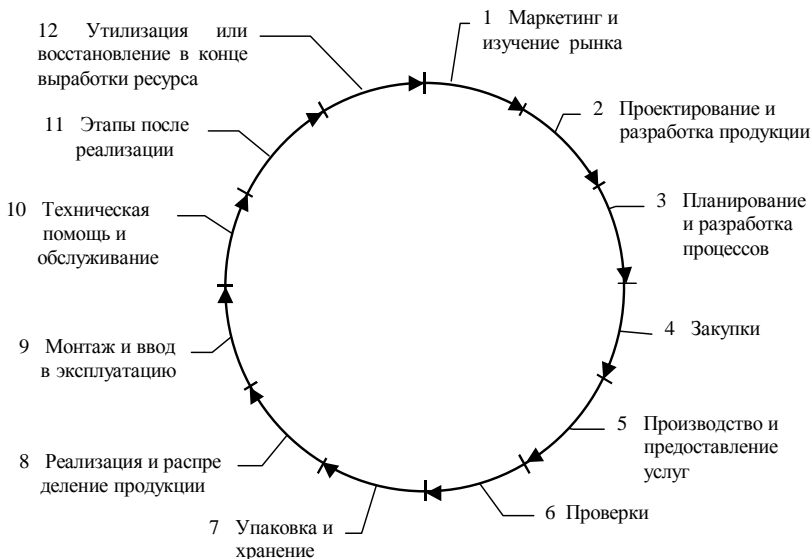 1 Маркетинг и
изучение рынка
2 Проектирование и
разработка продукции
3 Планирование
и разработка
процессов
4 Закупки
5 Производство и
предоставление
услуг
6 Проверки
7 Упаковка и
хранение
8 Реализация и распре
деление продукции
9 Монтаж и ввод
в эксплуатацию
10 Техническая
помощь и
обслуживание
11 Этапы после
реализации
12 Утилизация или
восстановление в конце
выработки ресурса